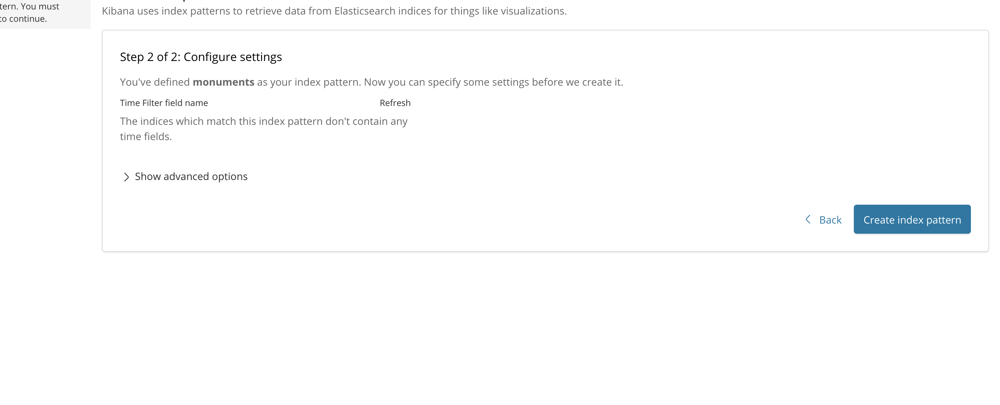 tern. You must
to continue.
Kibana uses index patterns to retrieve data from Elasticsearch indices for things like visualizations.
Step 2 of 2: Configure settings
You've defined monuments as your index pattern. Now you can specify some settings before we create it.
Time Filter field name Refresh
The indices which match this index pattern don't contain any
time fields.
Show advanced options
Back Create index pattern